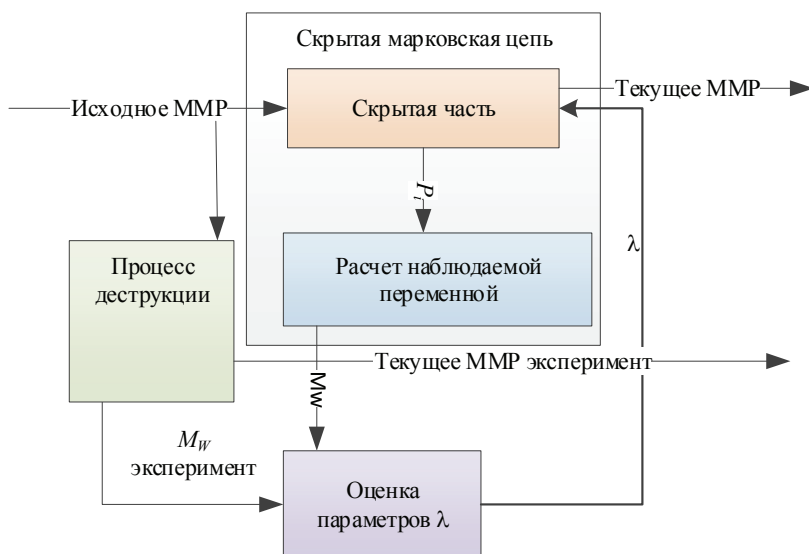 Скрытая марковская цепь
Текущее ММР
Исходное ММР
Скрытая часть
P_i
λ
Процесс
деструкции
Расчет наблюдаемой
переменной
Текущее ММР эксперимент
Mw
M_W
эксперимент
Оценка
параметров λ